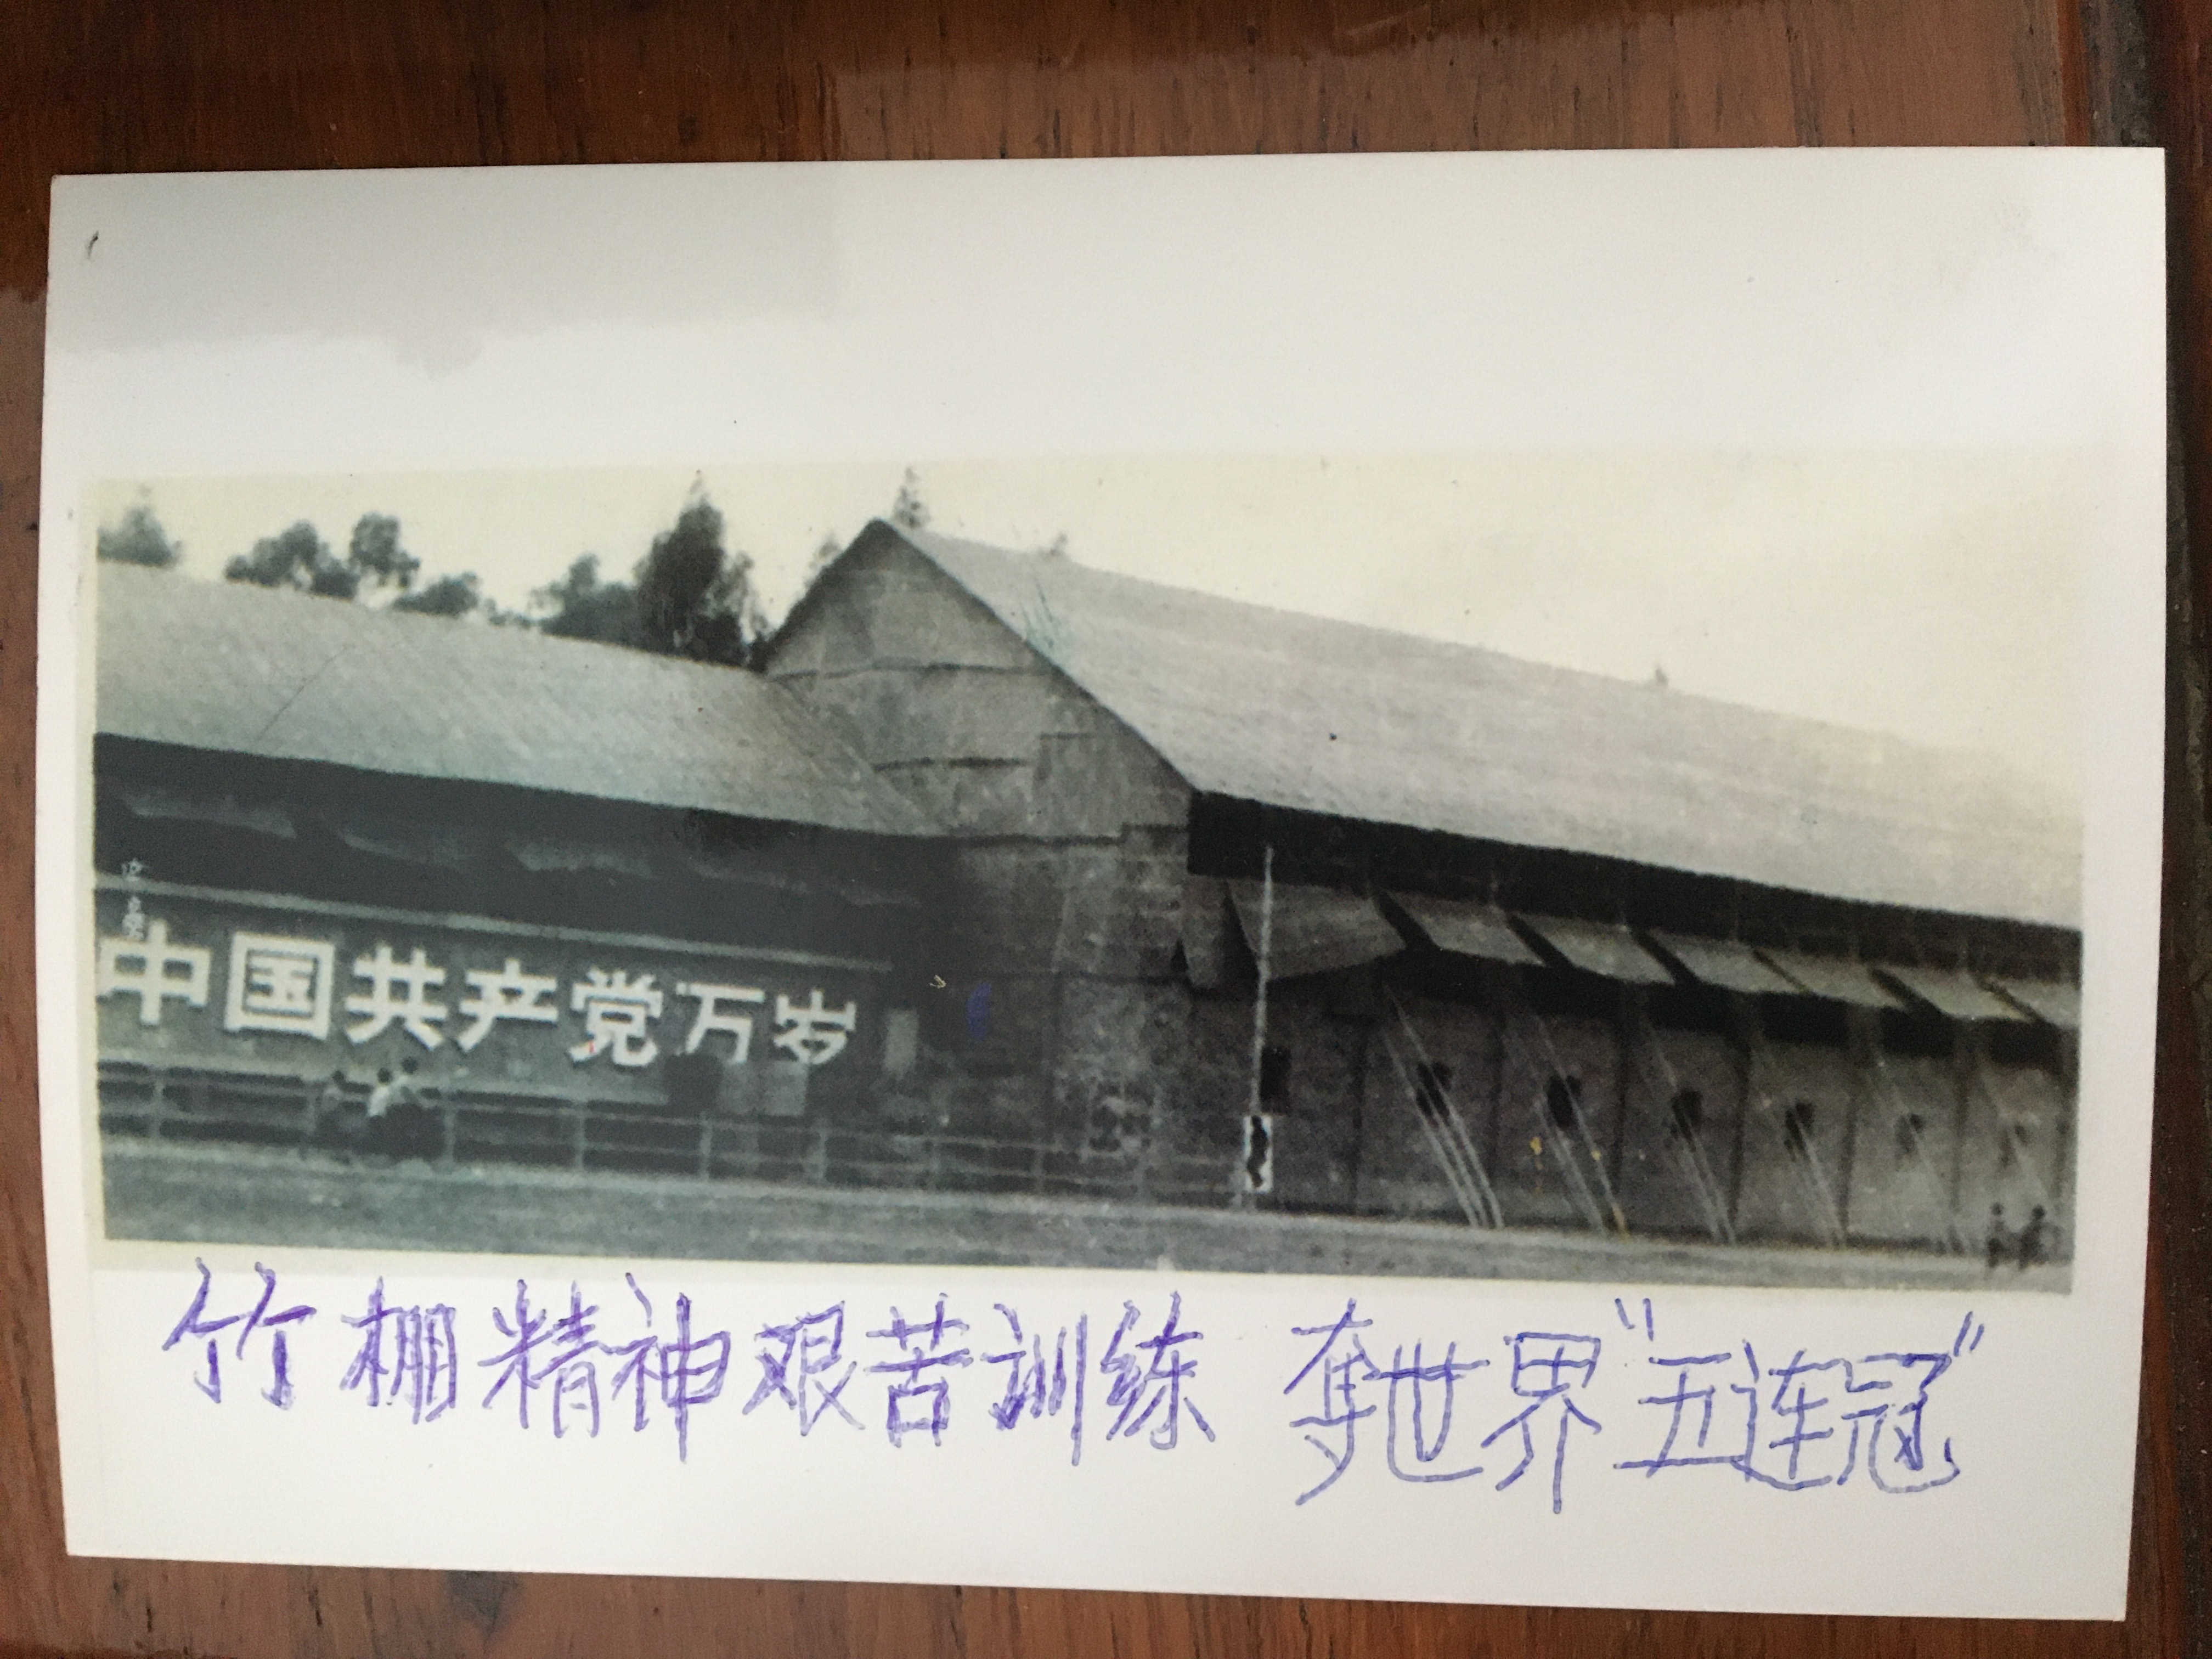 中国共产党万岁
竹棚精神艰苦训练 夺世界"五连冠"